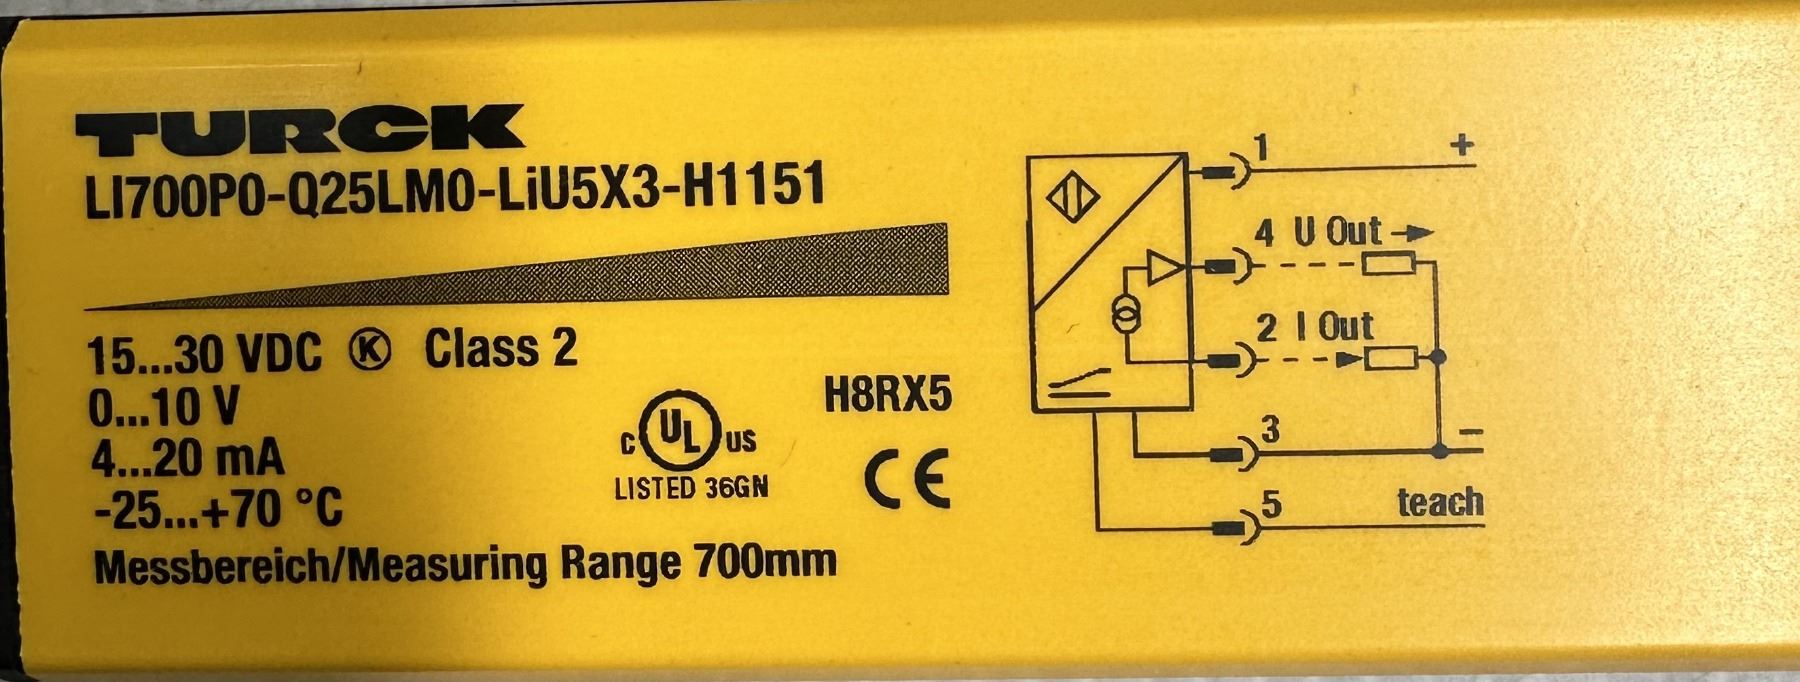 TURCK
LI700P0-Q25LM0-LiU5X3-H1151
15...30 VDC Ⓚ Class 2
0...10 V
4...20 mA
-25...+70 °C
Messbereich/Measuring Range 700mm
H8RX5
c UL us
LISTED 36GN
CE
1 +
4 U Out
2 I Out
3 −
5 teach